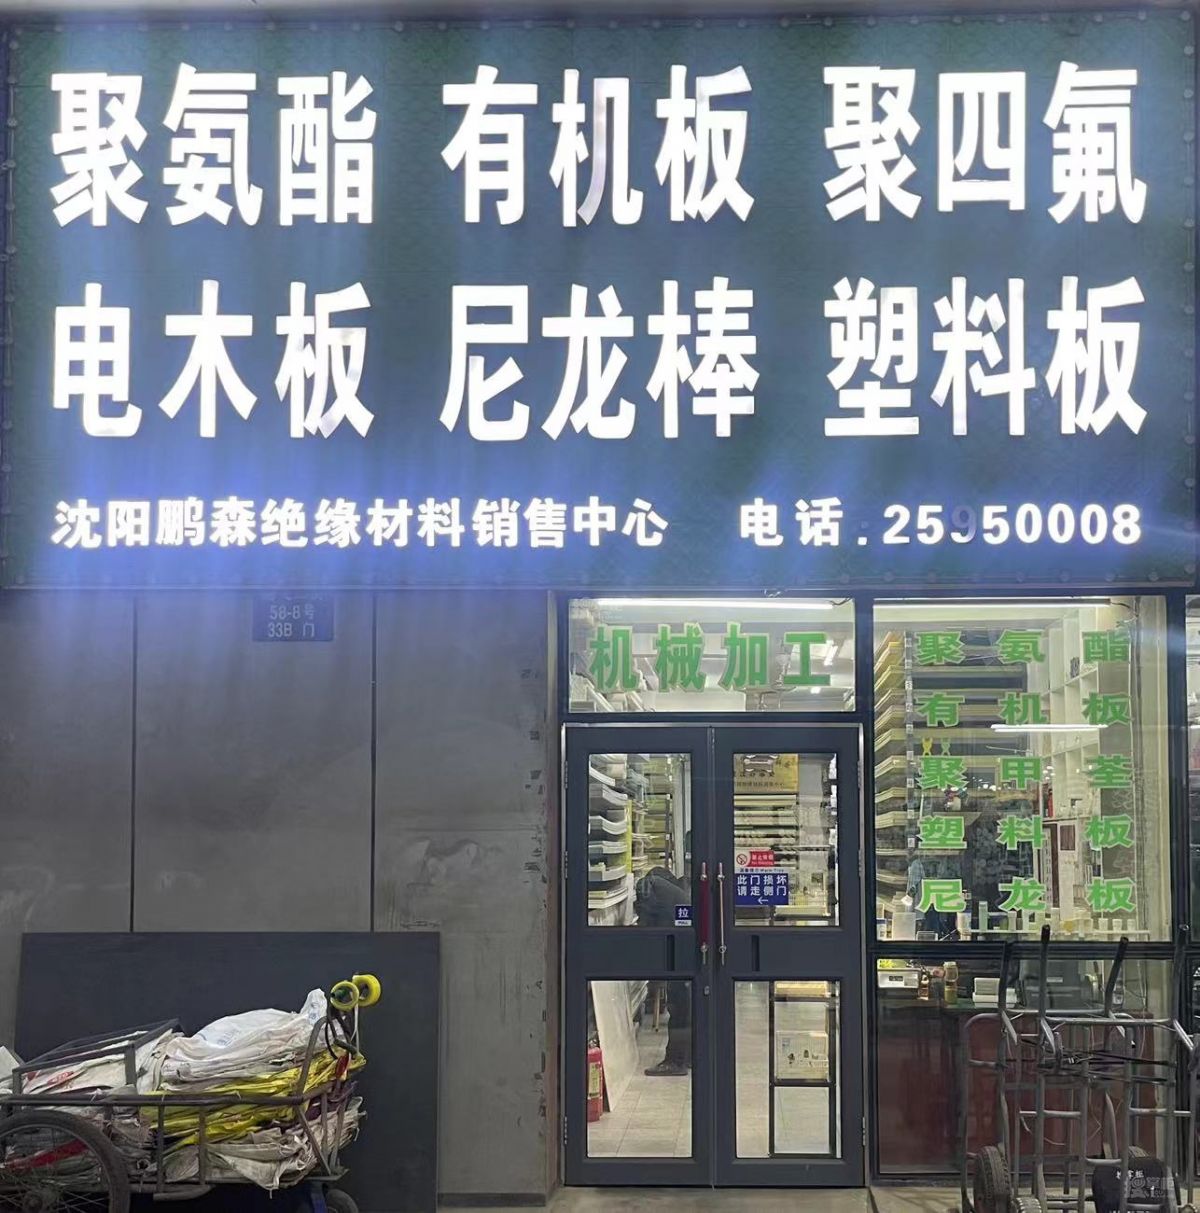 聚氨酯 有机板 聚四氟
电木板 尼龙棒 塑料板
沈阳鹏森绝缘材料销售中心 电话:25950008
50-8号
33B 门
机械加工
聚氨酯
有机板
聚甲荃
塑料板
尼龙板
此门损坏
请走侧门
拉